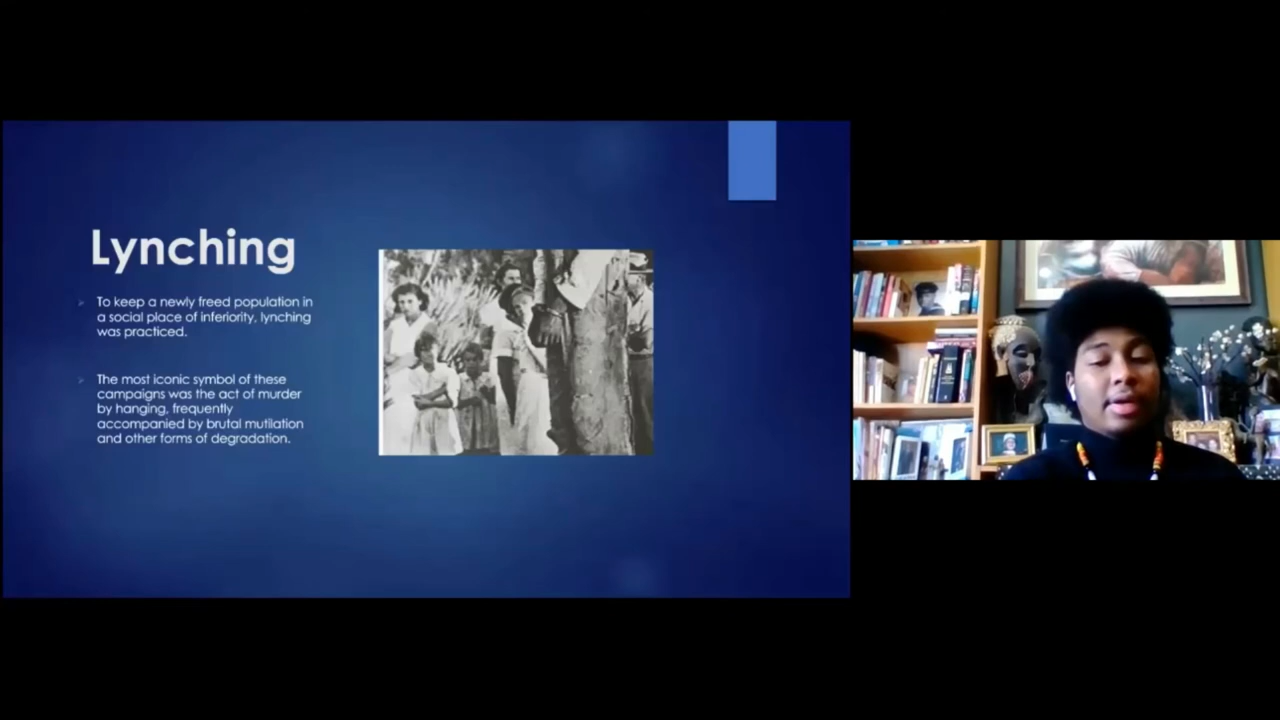 Lynching
To keep a newly freed population in
a social place of inferiority, lynching
was practiced.
The most iconic symbol of these
campaigns was the act of murder
by hanging, frequently
accompanied by brutal mutilation
and other forms of degradation.